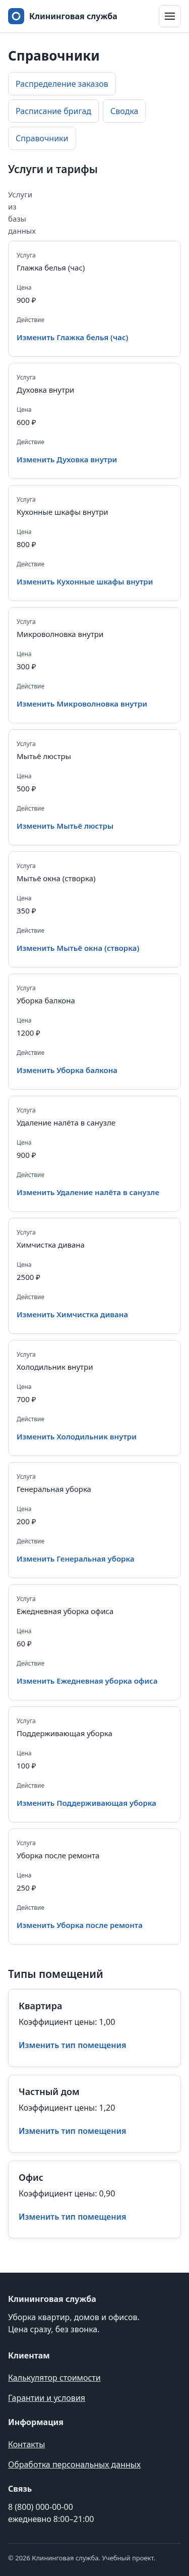 Клининговая служба
Справочники
Распределение заказов
Расписание бригад
Сводка
Справочники
Услуги и тарифы
Услуги
из
базы
данных
Услуга
Глажка белья (час)
Цена
900 ₽
Действие
Изменить Глажка белья (час)
Услуга
Духовка внутри
Цена
600 ₽
Действие
Изменить Духовка внутри
Услуга
Кухонные шкафы внутри
Цена
800 ₽
Действие
Изменить Кухонные шкафы внутри
Услуга
Микроволновка внутри
Цена
300 ₽
Действие
Изменить Микроволновка внутри
Услуга
Мытьё люстры
Цена
500 ₽
Действие
Изменить Мытьё люстры
Услуга
Мытьё окна (створка)
Цена
350 ₽
Действие
Изменить Мытьё окна (створка)
Услуга
Уборка балкона
Цена
1200 ₽
Действие
Изменить Уборка балкона
Услуга
Удаление налёта в санузле
Цена
900 ₽
Действие
Изменить Удаление налёта в санузле
Услуга
Химчистка дивана
Цена
2500 ₽
Действие
Изменить Химчистка дивана
Услуга
Холодильник внутри
Цена
700 ₽
Действие
Изменить Холодильник внутри
Услуга
Генеральная уборка
Цена
200 ₽
Действие
Изменить Генеральная уборка
Услуга
Ежедневная уборка офиса
Цена
60 ₽
Действие
Изменить Ежедневная уборка офиса
Услуга
Поддерживающая уборка
Цена
100 ₽
Действие
Изменить Поддерживающая уборка
Услуга
Уборка после ремонта
Цена
250 ₽
Действие
Изменить Уборка после ремонта
Типы помещений
Квартира
Коэффициент цены: 1,00
Изменить тип помещения
Частный дом
Коэффициент цены: 1,20
Изменить тип помещения
Офис
Коэффициент цены: 0,90
Изменить тип помещения
Клининговая служба
Уборка квартир, домов и офисов.
Цена сразу, без звонка.
Клиентам
Калькулятор стоимости
Гарантии и условия
Информация
Контакты
Обработка персональных данных
Связь
8 (800) 000-00-00
ежедневно 8:00–21:00
© 2026 Клининговая служба. Учебный проект.